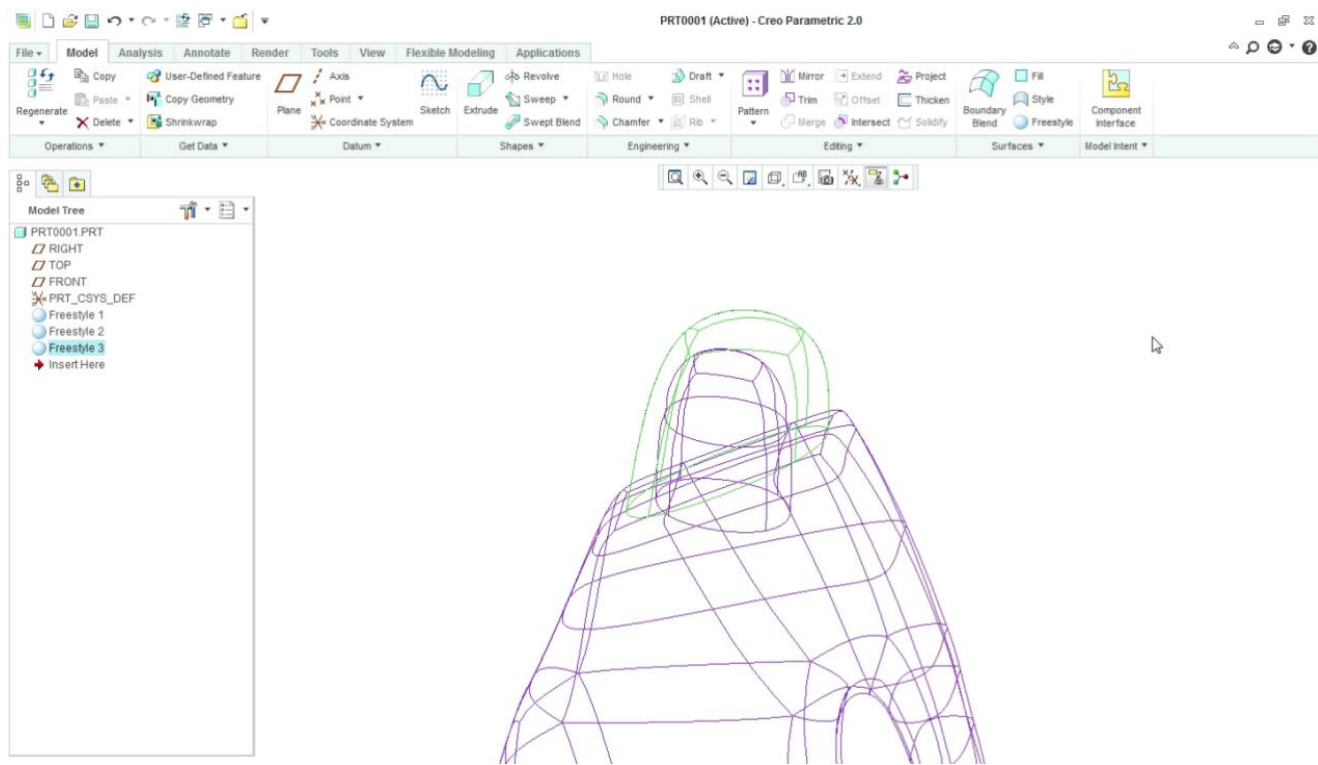 PRT0001 (Active) - Creo Parametric 2.0
File Model Analysis Annotate Render Tools View Flexible Modeling Applications
Regenerate Copy Paste Delete
User-Defined Feature Copy Geometry Shrinkwrap
Plane Axis Point Coordinate System Sketch
Extrude Revolve Sweep Swept Blend
Hole Round Chamfer Draft Shell Rib
Pattern Mirror Trim Merge Extend Offset Intersect Project Thicken Solidify
Boundary Blend Fill Style Freestyle
Component Interface
Operations Get Data Datum Shapes Engineering Editing Surfaces Model Intent
Model Tree
PRT0001.PRT
RIGHT
TOP
FRONT
PRT_CSYS_DEF
Freestyle 1
Freestyle 2
Freestyle 3
Insert Here